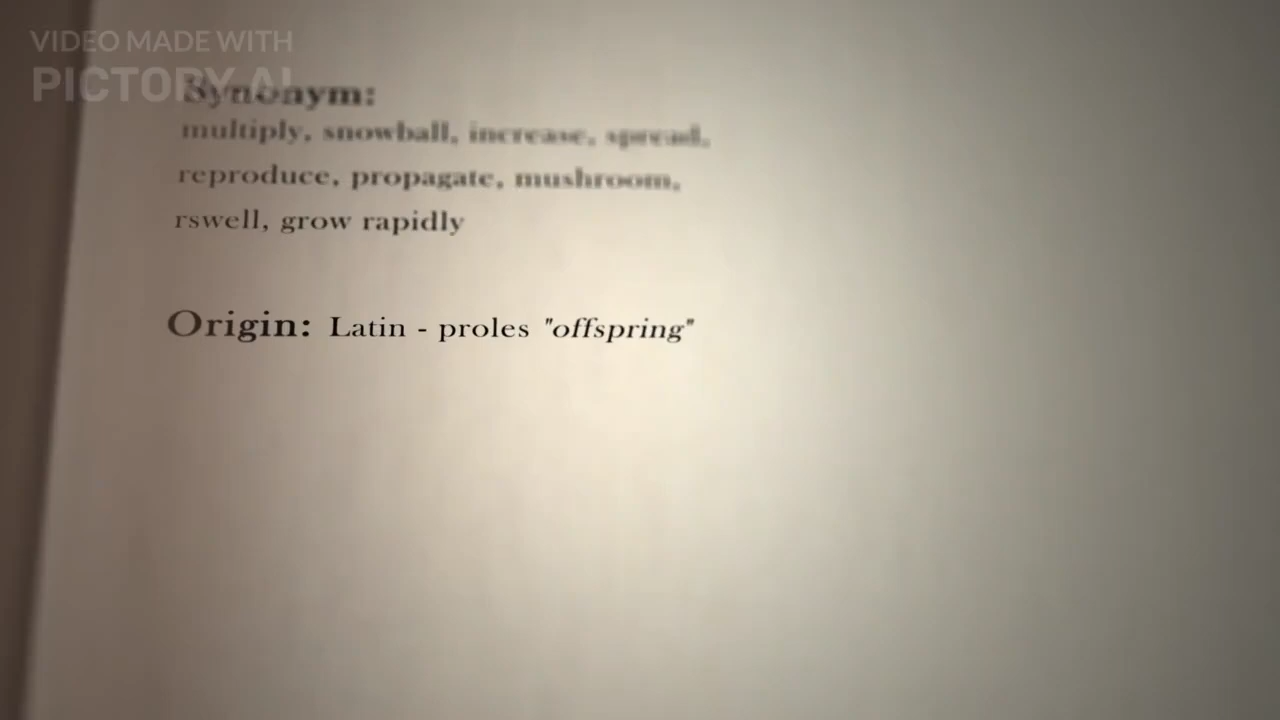 VIDEO MADE WITH
PICTORY.AI
Synonym:
multiply, snowball, increase, spread,
reproduce, propagate, mushroom,
rswell, grow rapidly
Origin: Latin - proles "offspring"